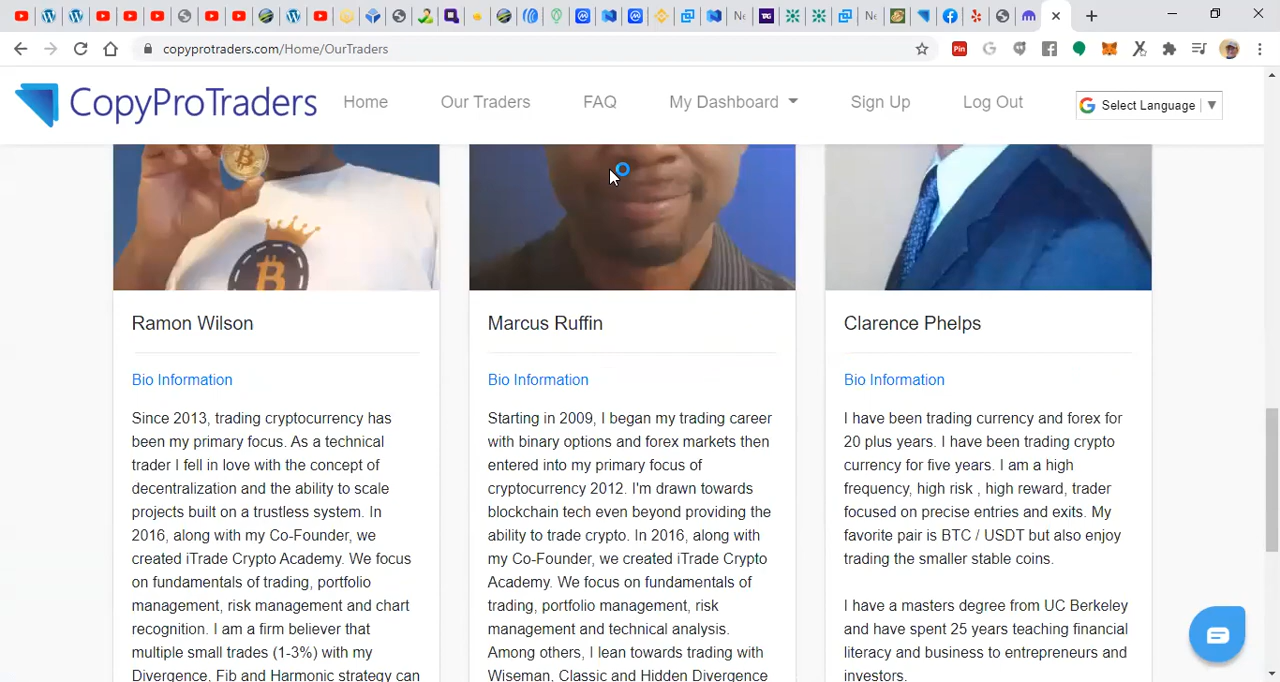 Ne
TG
Ne
copyprotraders.com/Home/OurTraders
Pin
CopyProTraders
Home
Our Traders
FAQ
My Dashboard
Sign Up
Log Out
Select Language
Ramon Wilson
Bio Information
Since 2013, trading cryptocurrency has
been my primary focus. As a technical
trader I fell in love with the concept of
decentralization and the ability to scale
projects built on a trustless system. In
2016, along with my Co-Founder, we
created iTrade Crypto Academy. We focus
on fundamentals of trading, portfolio
management, risk management and chart
recognition. I am a firm believer that
multiple small trades (1-3%) with my
Divergence, Fib and Harmonic strategy can
Marcus Ruffin
Bio Information
Starting in 2009, I began my trading career
with binary options and forex markets then
entered into my primary focus of
cryptocurrency 2012. I'm drawn towards
blockchain tech even beyond providing the
ability to trade crypto. In 2016, along with
my Co-Founder, we created iTrade Crypto
Academy. We focus on fundamentals of
trading, portfolio management, risk
management and technical analysis.
Among others, I lean towards trading with
Wiseman, Classic and Hidden Divergence
Clarence Phelps
Bio Information
I have been trading currency and forex for
20 plus years. I have been trading crypto
currency for five years. I am a high
frequency, high risk , high reward, trader
focused on precise entries and exits. My
favorite pair is BTC / USDT but also enjoy
trading the smaller stable coins.
I have a masters degree from UC Berkeley
and have spent 25 years teaching financial
literacy and business to entrepreneurs and
investors.